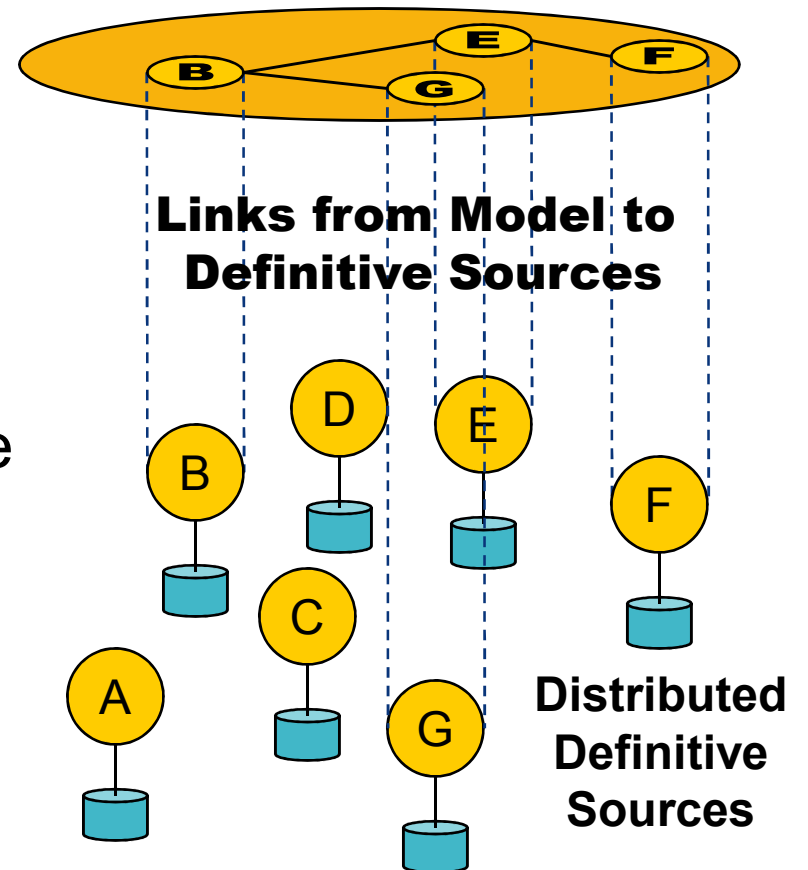 E
F
B
G
Links from Model to
Definitive Sources
D
E
e
B
F
C
A
G
Distributed
Definitive
Sources